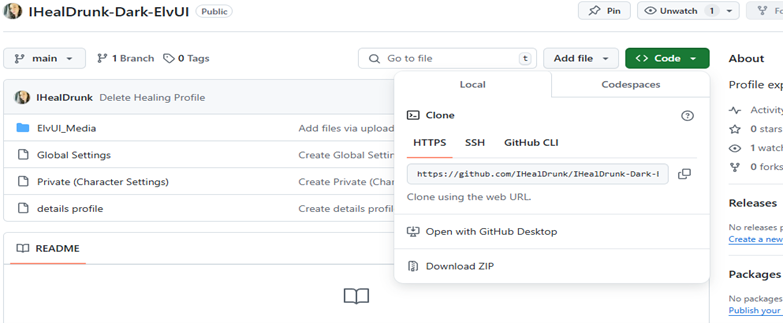 IHealDrunk-Dark-ElvUI Public
Pin
Unwatch 1
main
1 Branch
0 Tags
Go to file t
Add file
Code
IHealDrunk Delete Healing Profile
ElvUI_Media Add files via upload
Global Settings Create Global Settin
Private (Character Settings) Create Private (Chara
details profile Create details profile
README
Local Codespaces
Clone
HTTPS SSH GitHub CLI
https://github.com/IHealDrunk/IHealDrunk-Dark-
Clone using the web URL.
Open with GitHub Desktop
Download ZIP
About
Profile exp
Activity
0 stars
1 watch
0 forks
Releases
No releases p
Create a new
Packages
No packages
Publish your